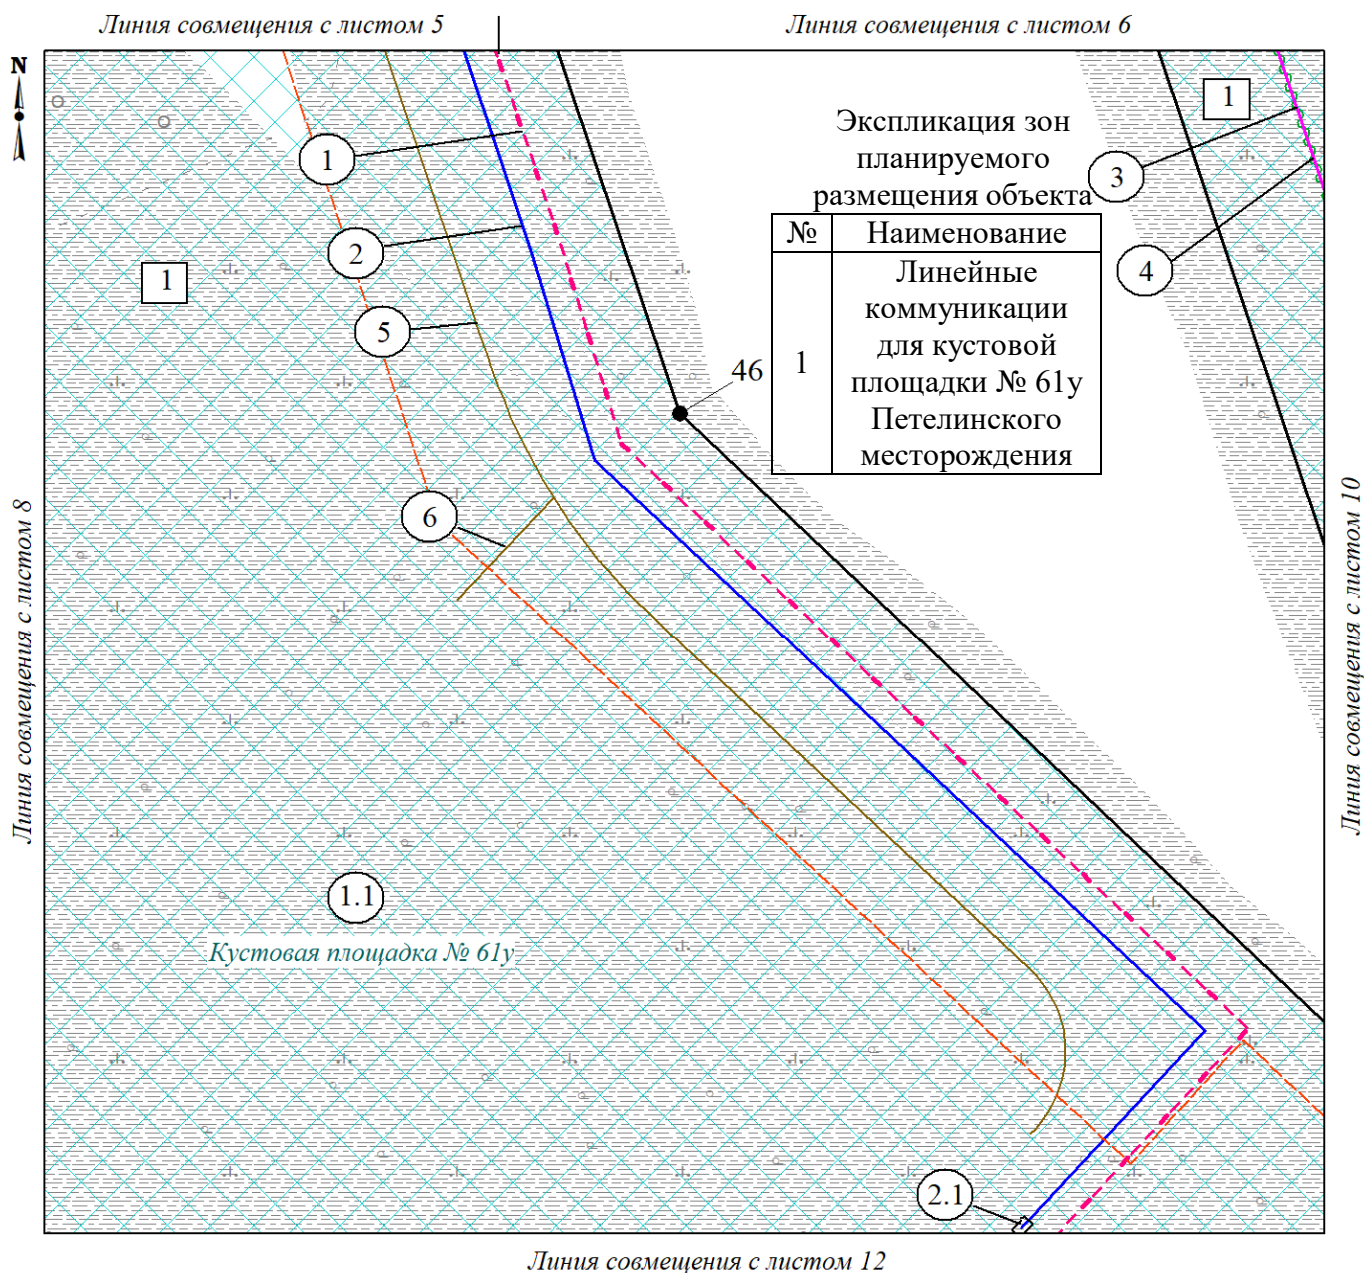 Линия совмещения с листом 5
Линия совмещения с листом 6
N
1
Экспликация зон
планируемого
размещения объекта
№ Наименование
1 Линейные
коммуникации
для кустовой
площадки № 61у
Петелинского
месторождения
1
3
2
4
1
5
46
6
Линия совмещения с листом 8
Линия совмещения с листом 10
1.1
Кустовая площадка № 61у
2.1
Линия совмещения с листом 12